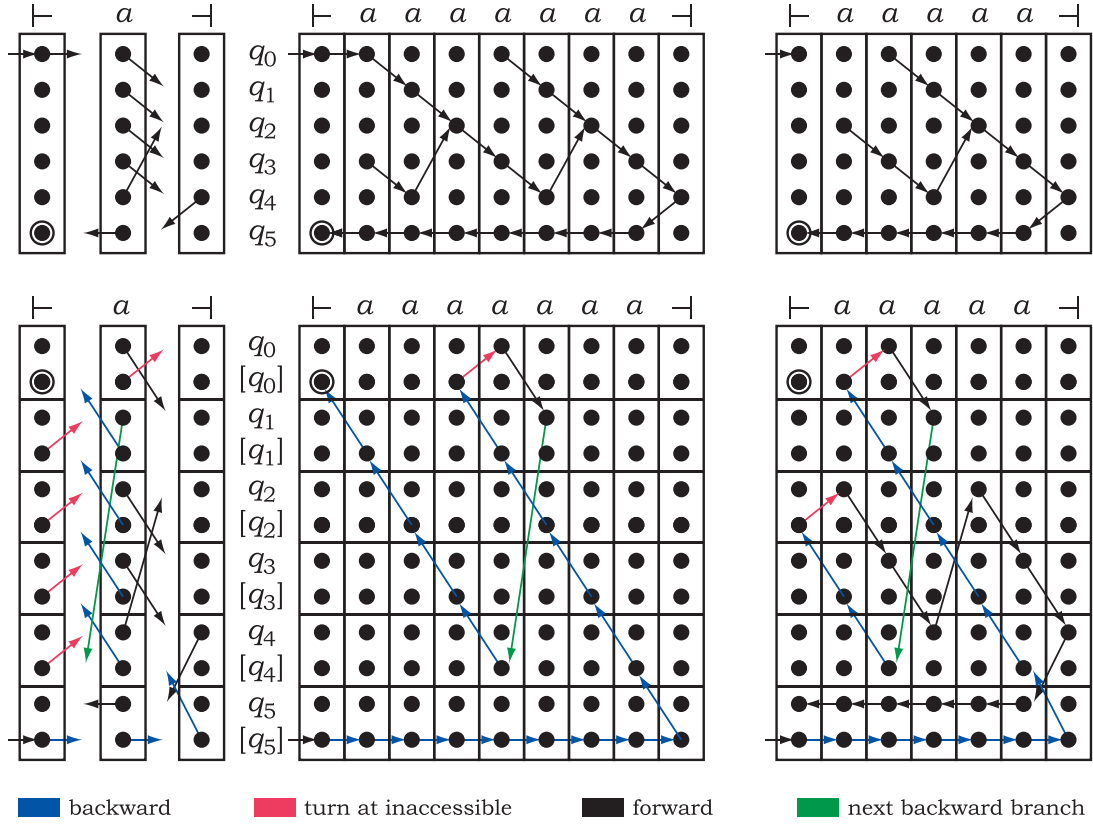 ⊢ a ⊣ ⊢ a a a a a a a ⊣ ⊢ a a a a a ⊣
q0
q1
q2
q3
q4
q5
⊢ a ⊣ ⊢ a a a a a a a ⊣ ⊢ a a a a a ⊣
q0
[q0]
q1
[q1]
q2
[q2]
q3
[q3]
q4
[q4]
q5
[q5]
backward turn at inaccessible forward next backward branch